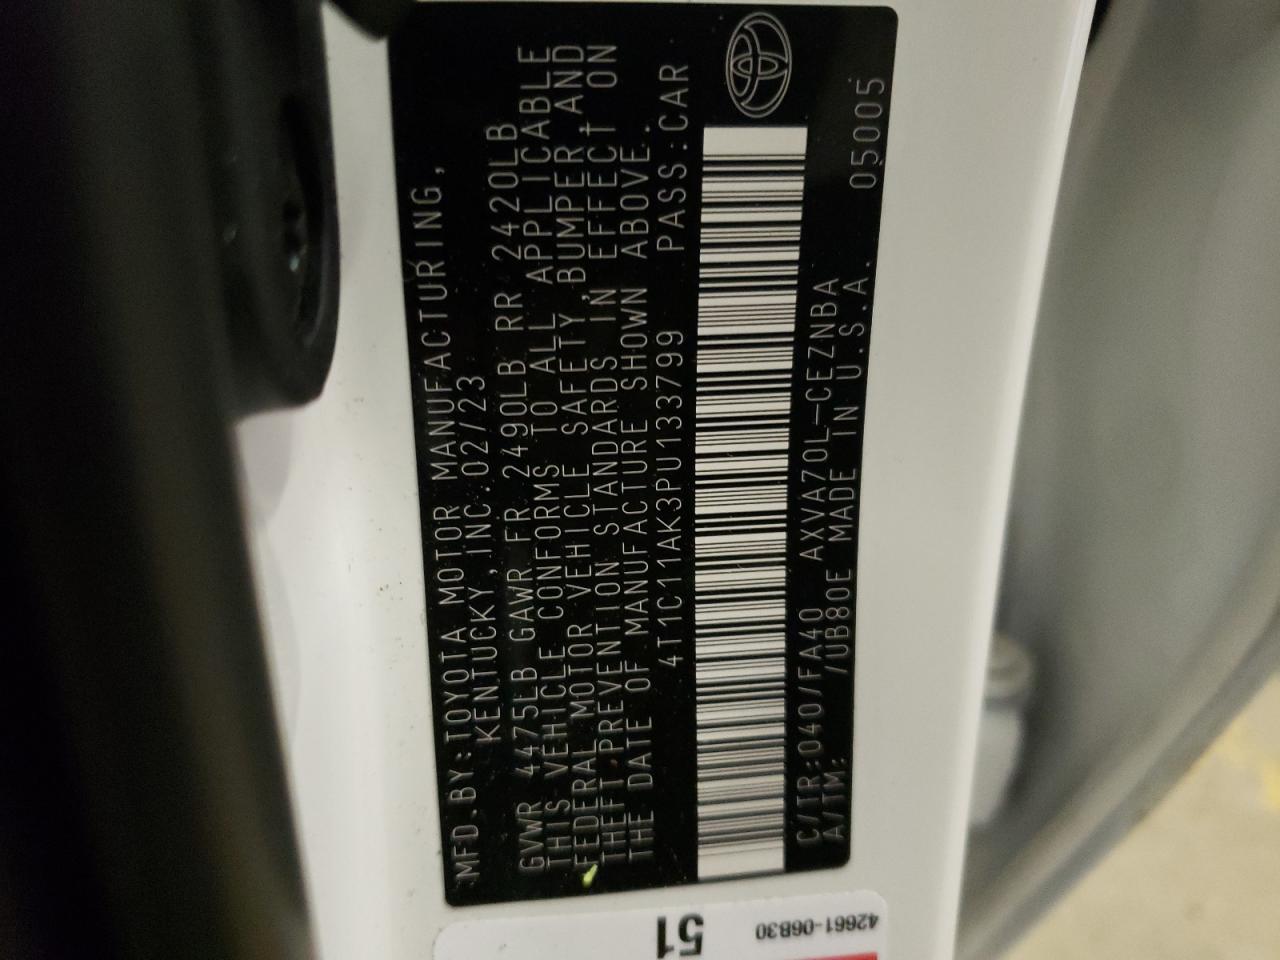 MFD.BY:TOYOTA MOTOR MANUFACTURING,
KENTUCKY,INC.02/23
GVWR 4475LB GAWR FR 2490LB RR 2420LB
THIS VEHICLE CONFORMS TO ALL APPLICABLE
FEDERAL MOTOR VEHICLE SAFETY,BUMPER,AND
THEFT PREVENTION STANDARDS IN EFFECT ON
THE DATE OF MANUFACTURE SHOWN ABOVE.
4T1C11AK3PU133799 PASS:CAR
C/TR:040/FA40 AXVA70L-CEZNBA
A/TM: /UB80E MADE IN U.S.A. 05005
51
42661-06B30